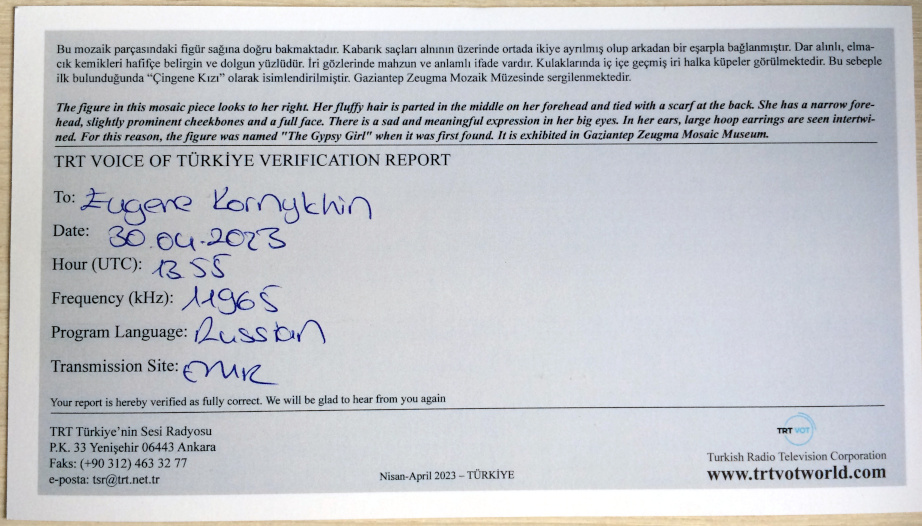 Bu mozaik parçasındaki figür sağına doğru bakmaktadır. Kabarık saçları alnının üzerinde ortada ikiye ayrılmış olup arkadan bir eşarpla bağlanmıştır. Dar alınlı, elma-
cık kemikleri hafifçe belirgin ve dolgun yüzlüdür. İri gözlerinde mahzun ve anlamlı ifade vardır. Kulaklarında iç içe geçmiş iri halka küpeler görülmektedir. Bu sebeple
ilk bulunduğunda "Çingene Kızı" olarak isimlendirilmiştir. Gaziantep Zeugma Mozaik Müzesinde sergilenmektedir.
The figure in this mosaic piece looks to her right. Her fluffy hair is parted in the middle on her forehead and tied with a scarf at the back. She has a narrow fore-
head, slightly prominent cheekbones and a full face. There is a sad and meaningful expression in her big eyes. In her ears, large hoop earrings are seen intertwi-
ned. For this reason, the figure was named "The Gypsy Girl" when it was first found. It is exhibited in Gaziantep Zeugma Mosaic Museum.
TRT VOICE OF TÜRKİYE VERIFICATION REPORT
To: Eugene Kornykhin
Date: 30.04.2023
Hour (UTC): 13 55
Frequency (kHz): 11965
Program Language: Russian
Transmission Site: EMR
Your report is hereby verified as fully correct. We will be glad to hear from you again
TRT Türkiye'nin Sesi Radyosu
P.K. 33 Yenişehir 06443 Ankara
Faks: (+90 312) 463 32 77
e-posta: tsr@trt.net.tr
Nisan-April 2023 – TÜRKİYE
TRT VOT
Turkish Radio Television Corporation
www.trtvotworld.com